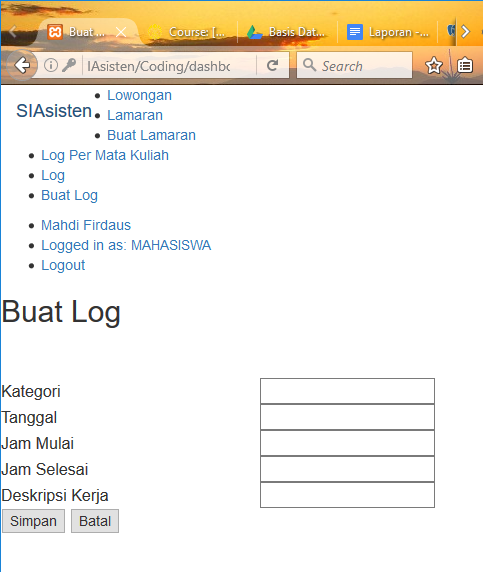 Buat ...
Course: [...
Basis Dat...
Laporan -...
IAsisten/Coding/dashbo
Search
SIAsisten
Lowongan
Lamaran
Buat Lamaran
Log Per Mata Kuliah
Log
Buat Log
Mahdi Firdaus
Logged in as: MAHASISWA
Logout
Buat Log
Kategori
Tanggal
Jam Mulai
Jam Selesai
Deskripsi Kerja
Simpan Batal